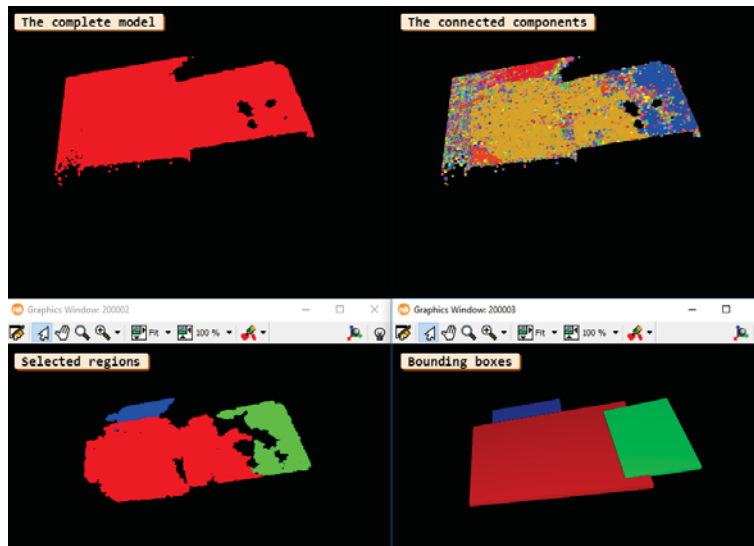 The complete model
The connected components
Graphics Window: 200002
Graphics Window: 200003
Fit
100 %
Fit
100 %
Selected regions
Bounding boxes